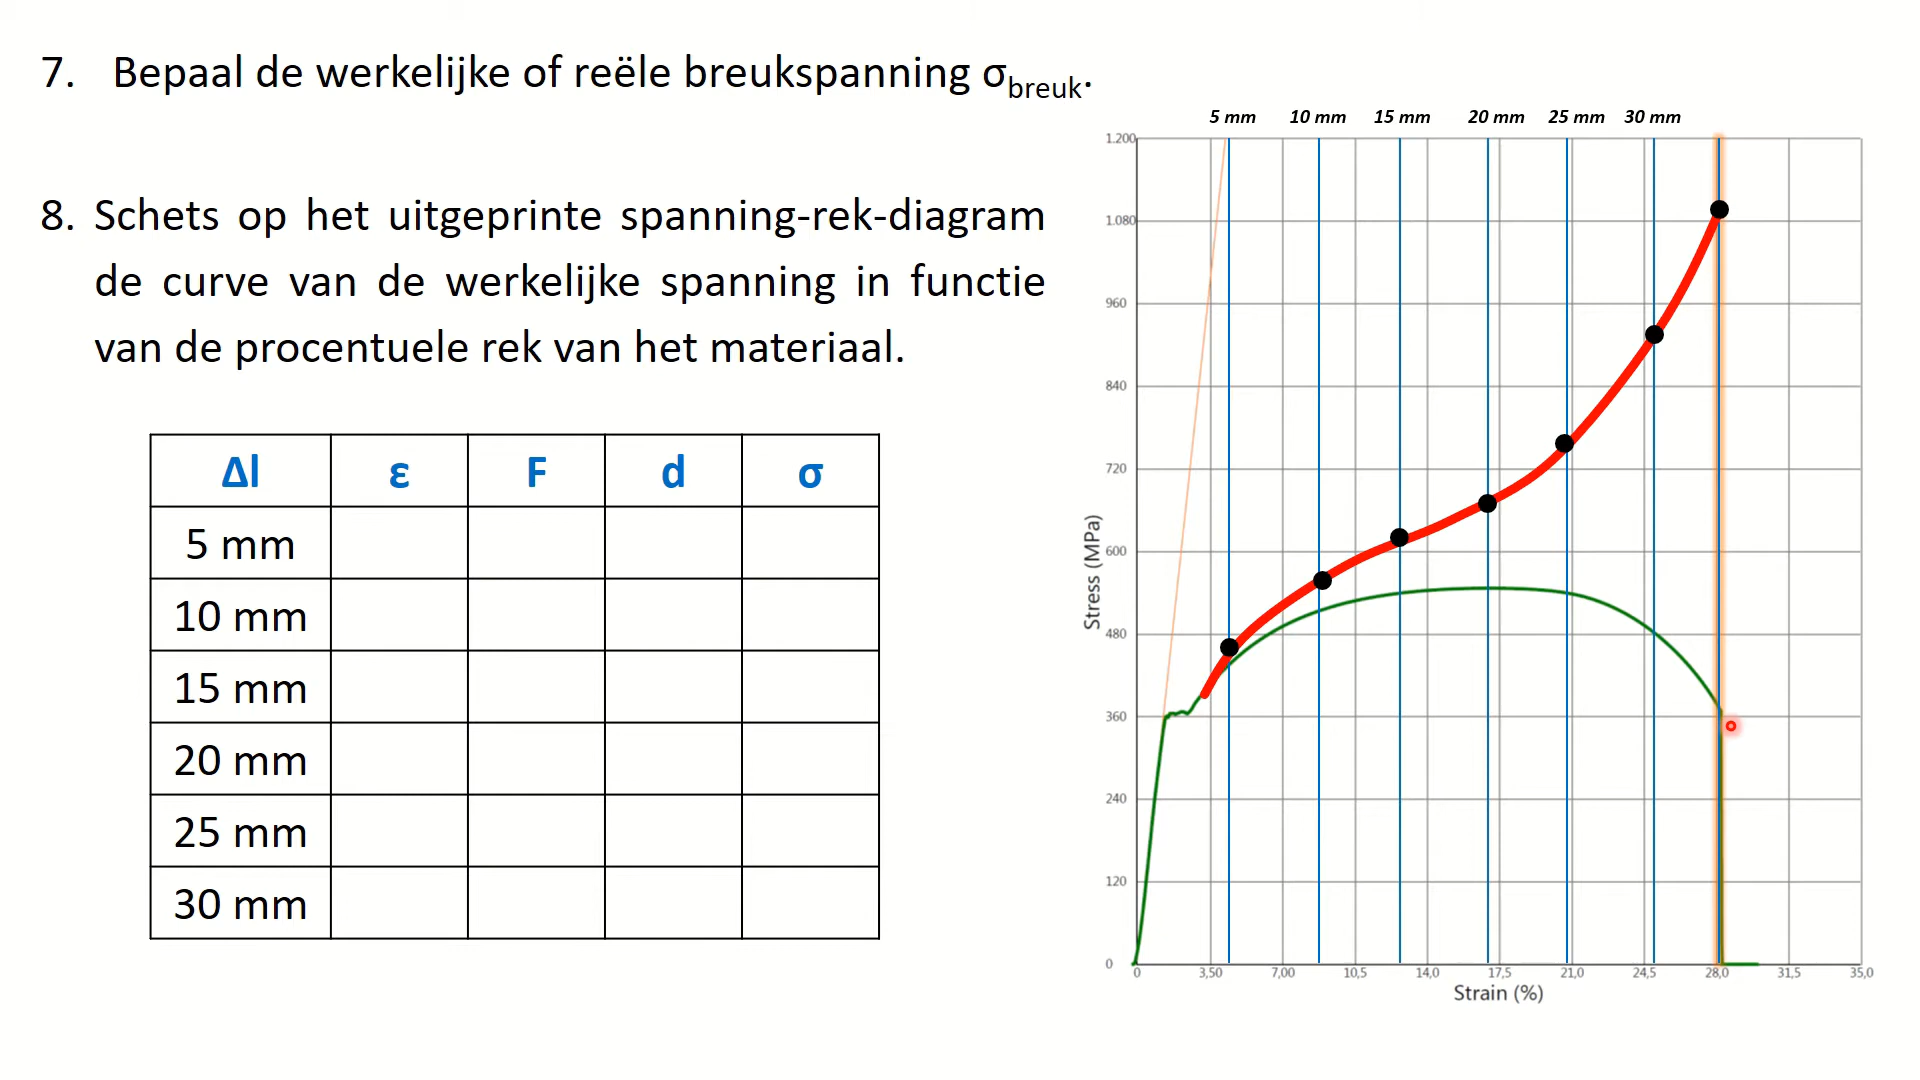 7. Bepaal de werkelijke of reële breukspanning σbreuk.
8. Schets op het uitgeprinte spanning-rek-diagram
de curve van de werkelijke spanning in functie
van de procentuele rek van het materiaal.
Δl ε F d σ
5 mm
10 mm
15 mm
20 mm
25 mm
30 mm
5 mm 10 mm 15 mm 20 mm 25 mm 30 mm
1.200
1.080
960
840
720
600
480
360
240
120
0
Stress (MPa)
0 3,50 7,00 10,5 14,0 17,5 21,0 24,5 28,0 31,5 35,0
Strain (%)